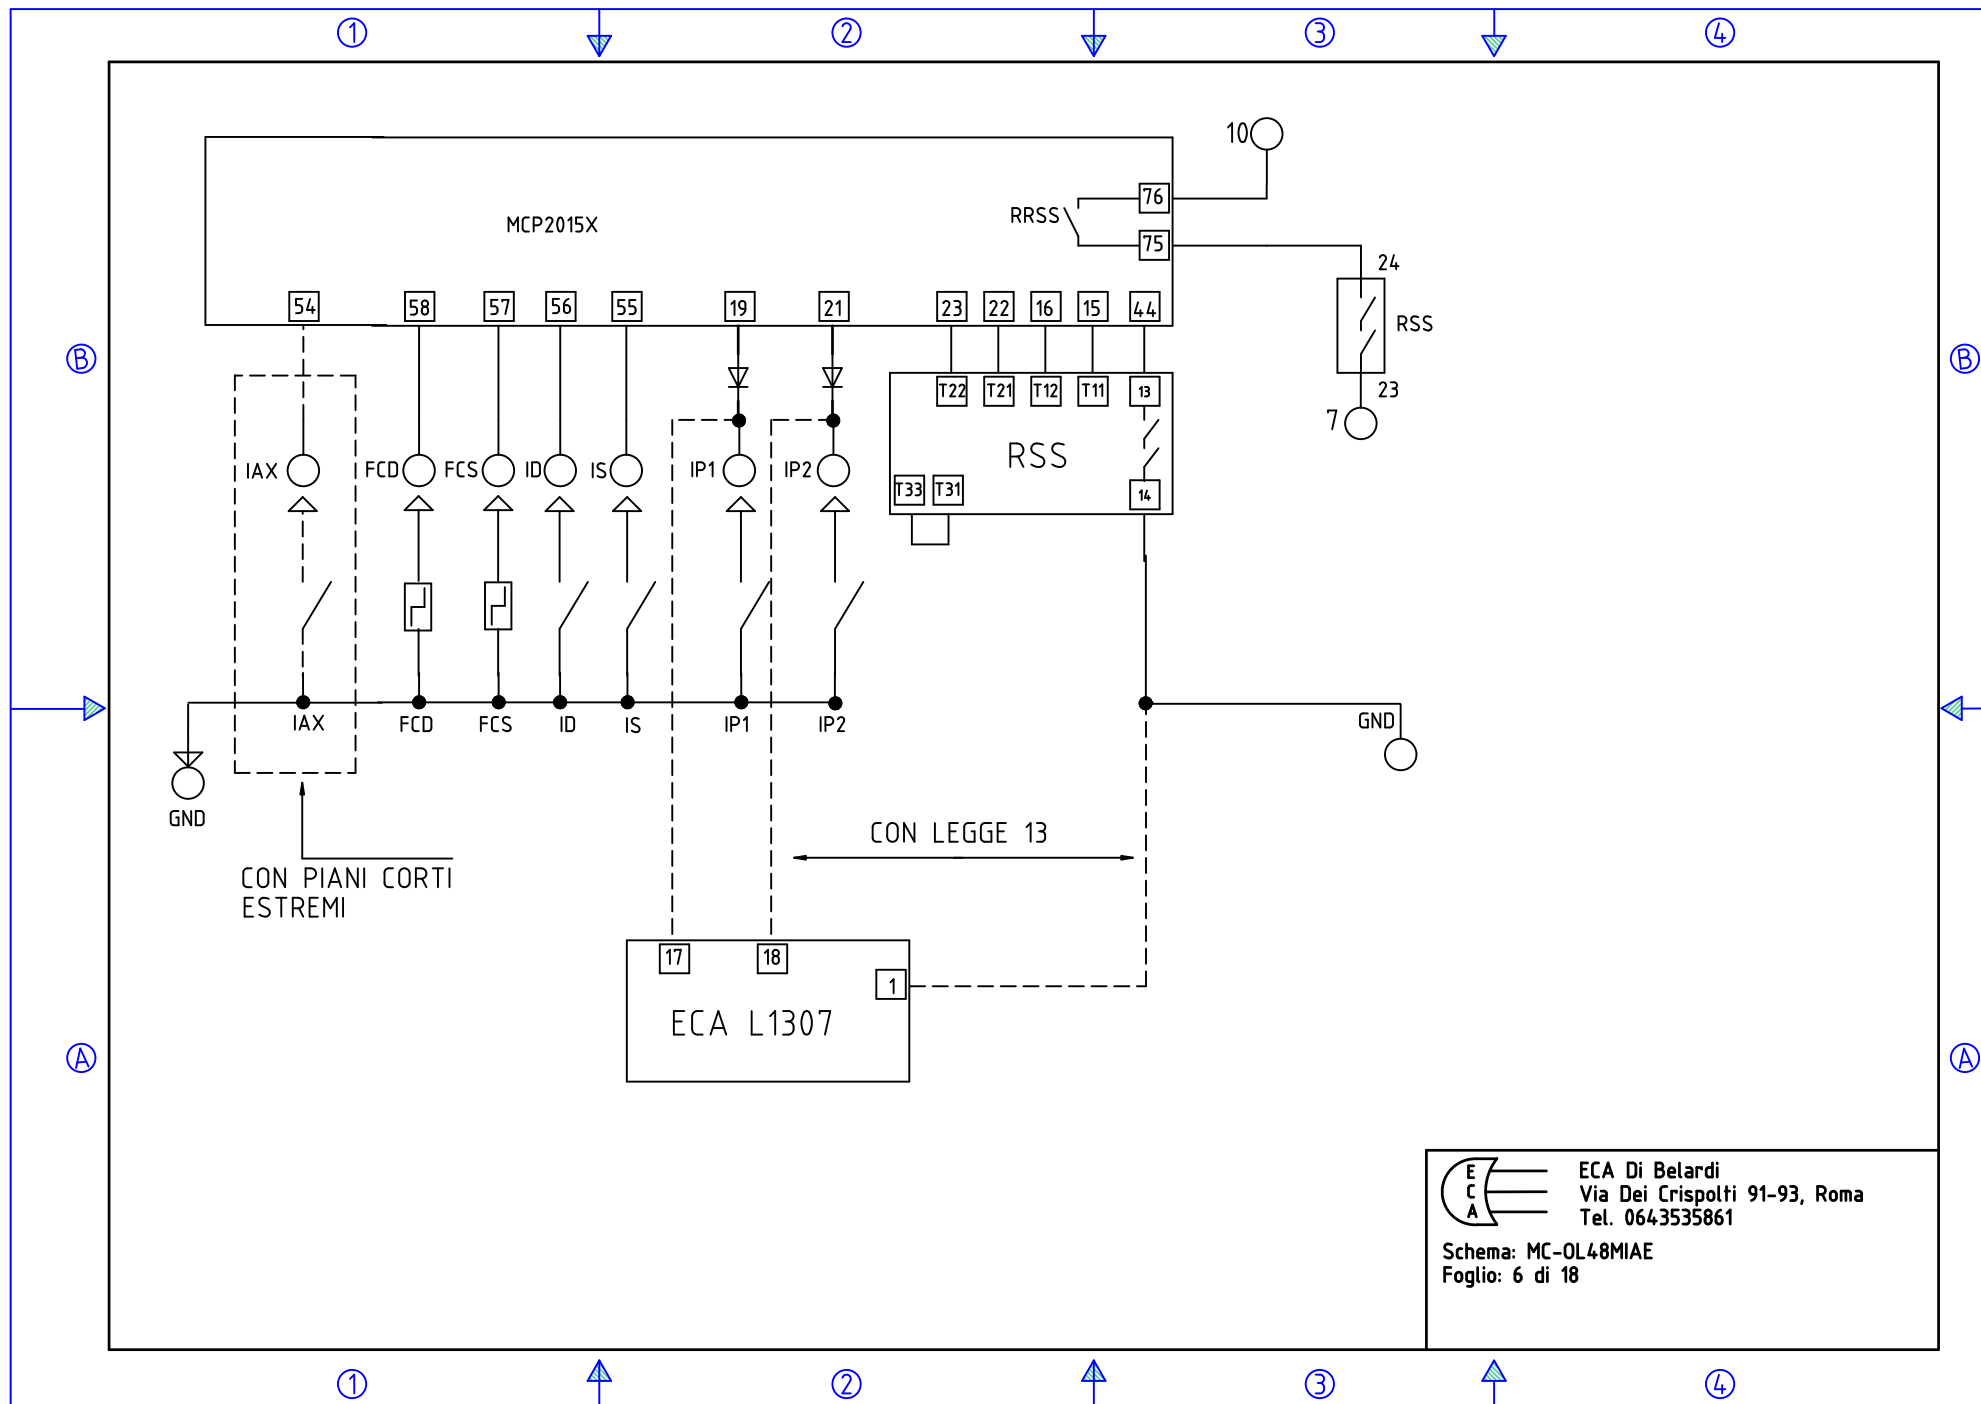 1 2 3 4
10
76
RRSS
MCP2015X
75
24
54 58 57 56 55 19 21 23 22 16 15 44
RSS
B B
T22 T21 T12 T11 13
23
7
RSS
IAX FCD FCS ID IS IP1 IP2
T33 T31 14
IAX FCD FCS ID IS IP1 IP2
GND
GND
CON LEGGE 13
CON PIANI CORTI
ESTREMI
17 18
1
ECA L1307
A A
E
C
A
ECA Di Belardi
Via Dei Crispolti 91-93, Roma
Tel. 0643535861
Schema: MC-OL48MIAE
Foglio: 6 di 18
1 2 3 4